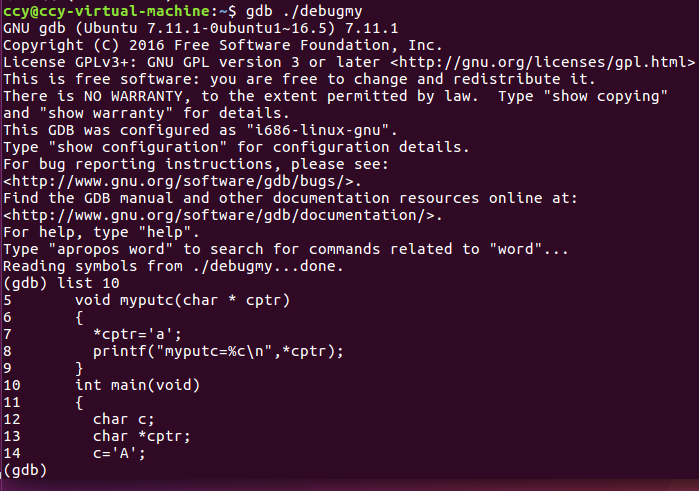 ccy@ccy-virtual-machine:~$ gdb ./debugmy
GNU gdb (Ubuntu 7.11.1-0ubuntu1~16.5) 7.11.1
Copyright (C) 2016 Free Software Foundation, Inc.
License GPLv3+: GNU GPL version 3 or later <http://gnu.org/licenses/gpl.html>
This is free software: you are free to change and redistribute it.
There is NO WARRANTY, to the extent permitted by law.  Type "show copying"
and "show warranty" for details.
This GDB was configured as "i686-linux-gnu".
Type "show configuration" for configuration details.
For bug reporting instructions, please see:
<http://www.gnu.org/software/gdb/bugs/>.
Find the GDB manual and other documentation resources online at:
<http://www.gnu.org/software/gdb/documentation/>.
For help, type "help".
Type "apropos word" to search for commands related to "word"...
Reading symbols from ./debugmy...done.
(gdb) list 10
5       void myputc(char * cptr)
6       {
7         *cptr='a';
8         printf("myputc=%c\n",*cptr);
9       }
10      int main(void)
11      {
12        char c;
13        char *cptr;
14        c='A';
(gdb)